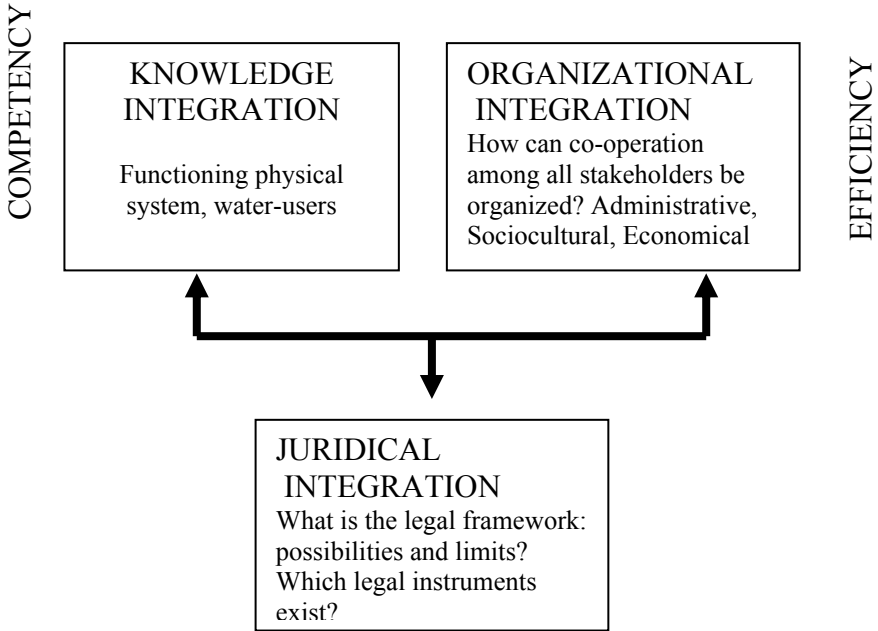 COMPETENCY
KNOWLEDGE
INTEGRATION
Functioning physical
system, water-users
ORGANIZATIONAL
INTEGRATION
How can co-operation
among all stakeholders be
organized? Administrative,
Sociocultural, Economical
EFFICIENCY
JURIDICAL
INTEGRATION
What is the legal framework:
possibilities and limits?
Which legal instruments
exist?